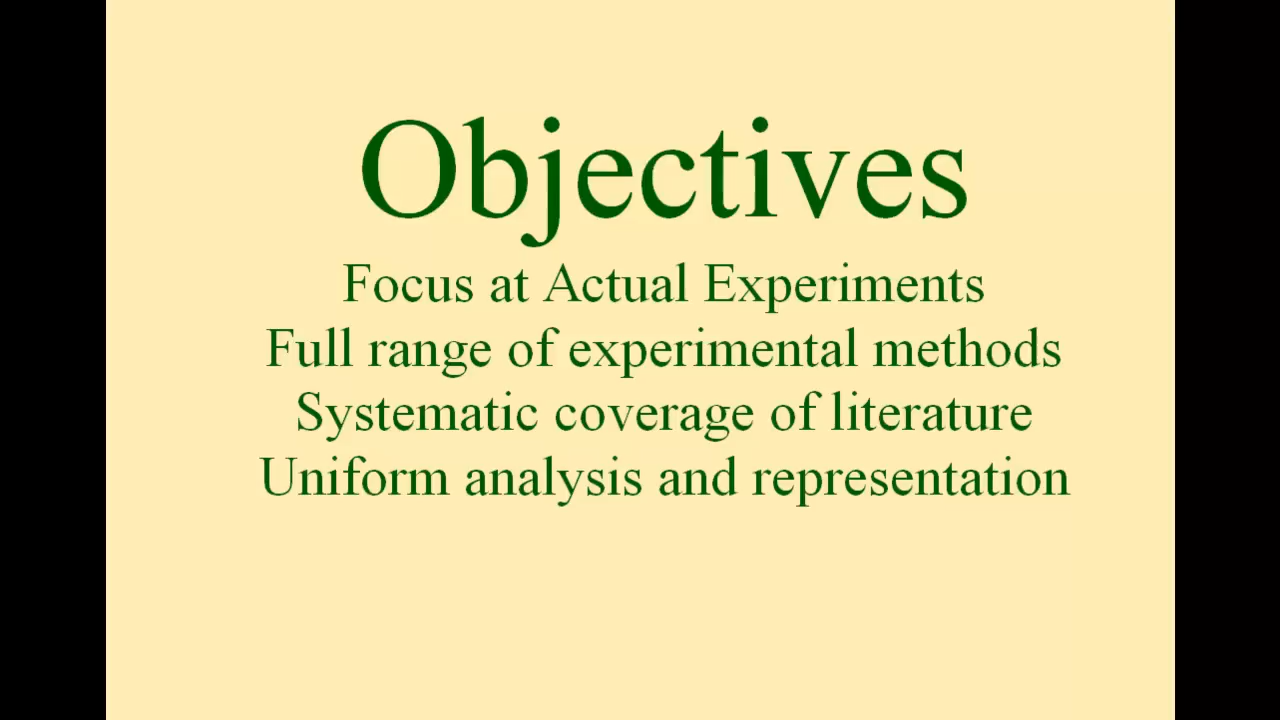 Objectives
Focus at Actual Experiments
Full range of experimental methods
Systematic coverage of literature
Uniform analysis and representation